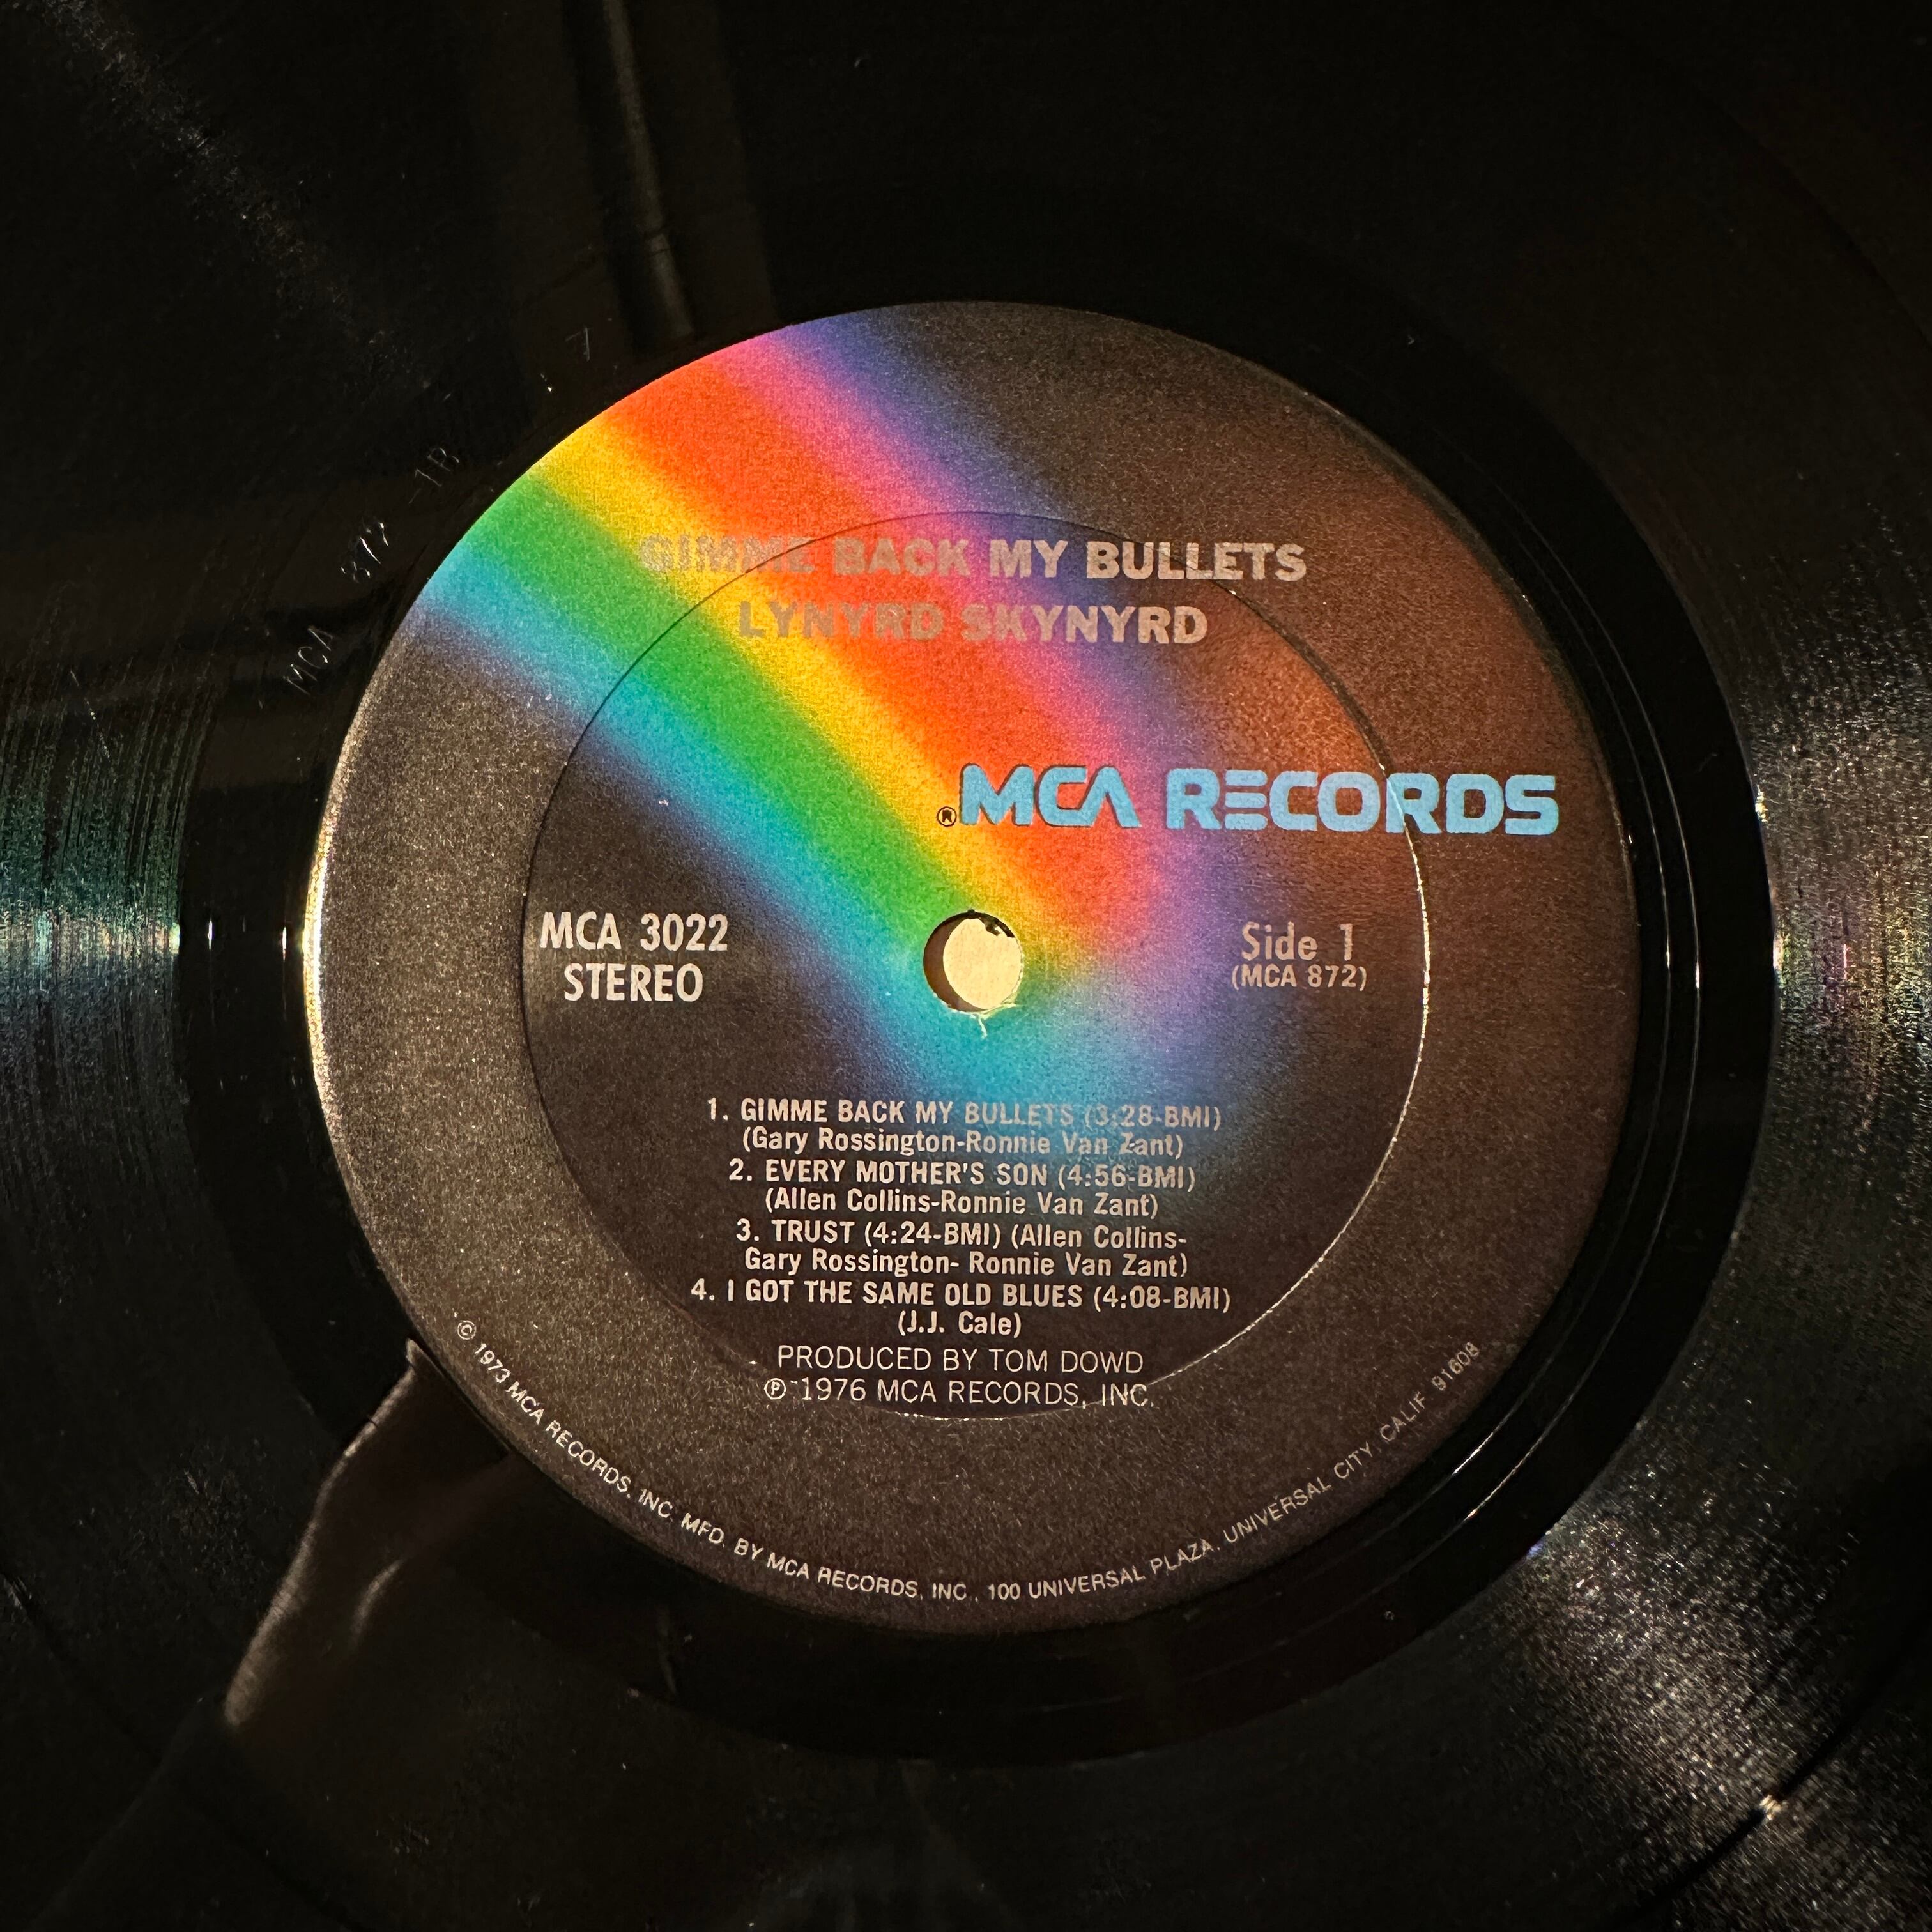 GIMME BACK MY BULLETS
LYNYRD SKYNYRD
®MCA RECORDS
MCA 3022
STEREO
Side 1
(MCA 872)
1. GIMME BACK MY BULLETS (3:28-BMI)
(Gary Rossington-Ronnie Van Zant)
2. EVERY MOTHER'S SON (4:56-BMI)
(Allen Collins-Ronnie Van Zant)
3. TRUST (4:24-BMI) (Allen Collins-
Gary Rossington- Ronnie Van Zant)
4. I GOT THE SAME OLD BLUES (4:08-BMI)
(J.J. Cale)
PRODUCED BY TOM DOWD
℗ 1976 MCA RECORDS, INC.
© 1973 MCA RECORDS, INC. MFD. BY MCA RECORDS, INC., 100 UNIVERSAL PLAZA, UNIVERSAL CITY, CALIF. 91608
MCA 872 -1B